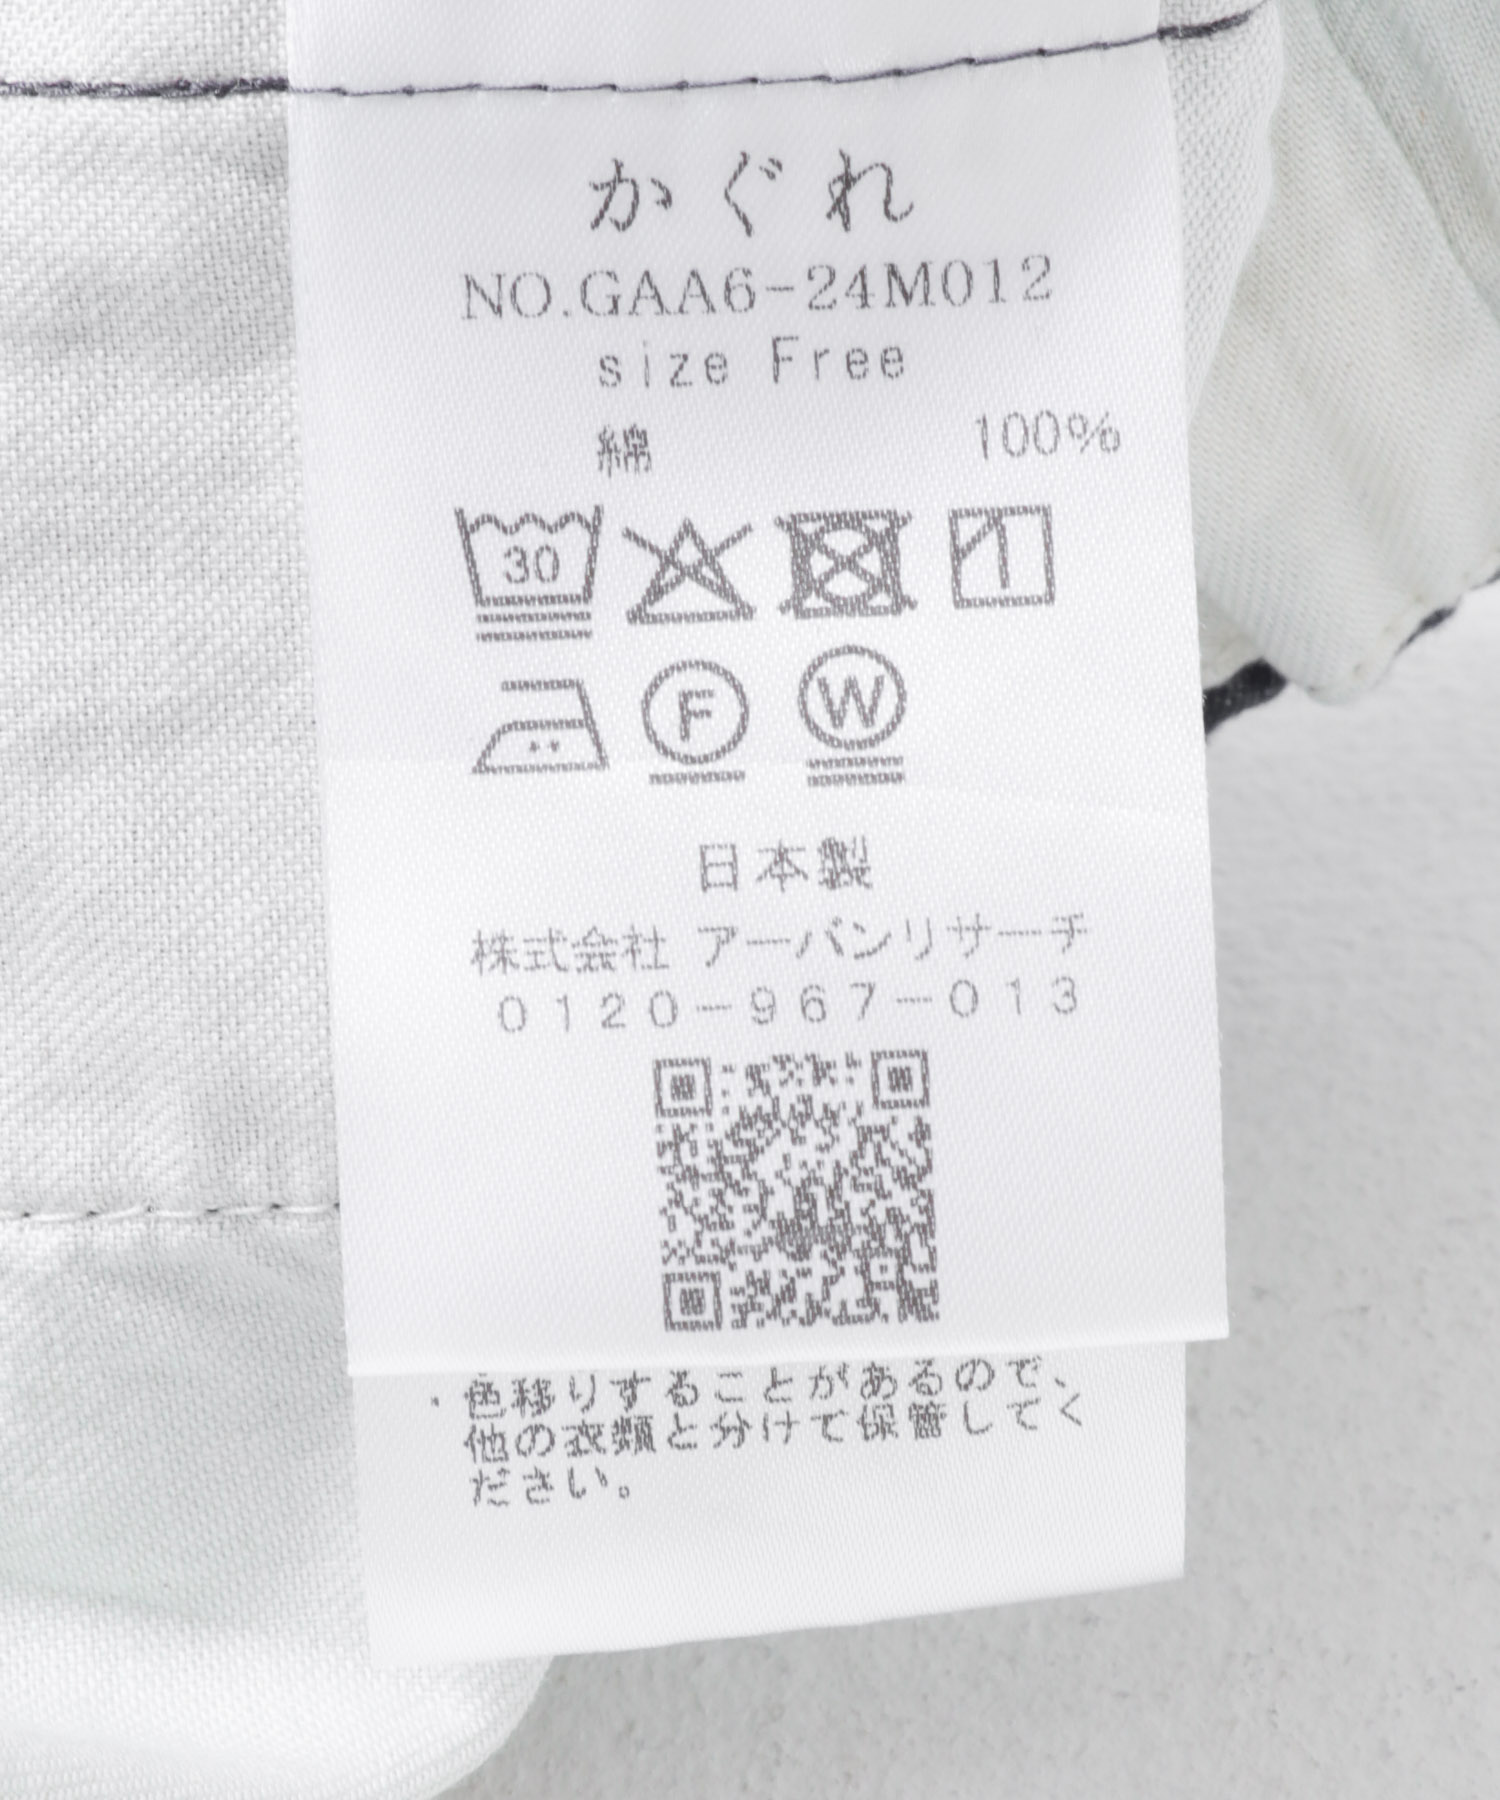 かぐれ
NO.GAA6-24M012
size Free
綿 100%
30
F W
日本製
株式会社 アーバンリサーチ
0120-967-013
・色移りすることがあるので、
他の衣類と分けて保管してく
ださい。